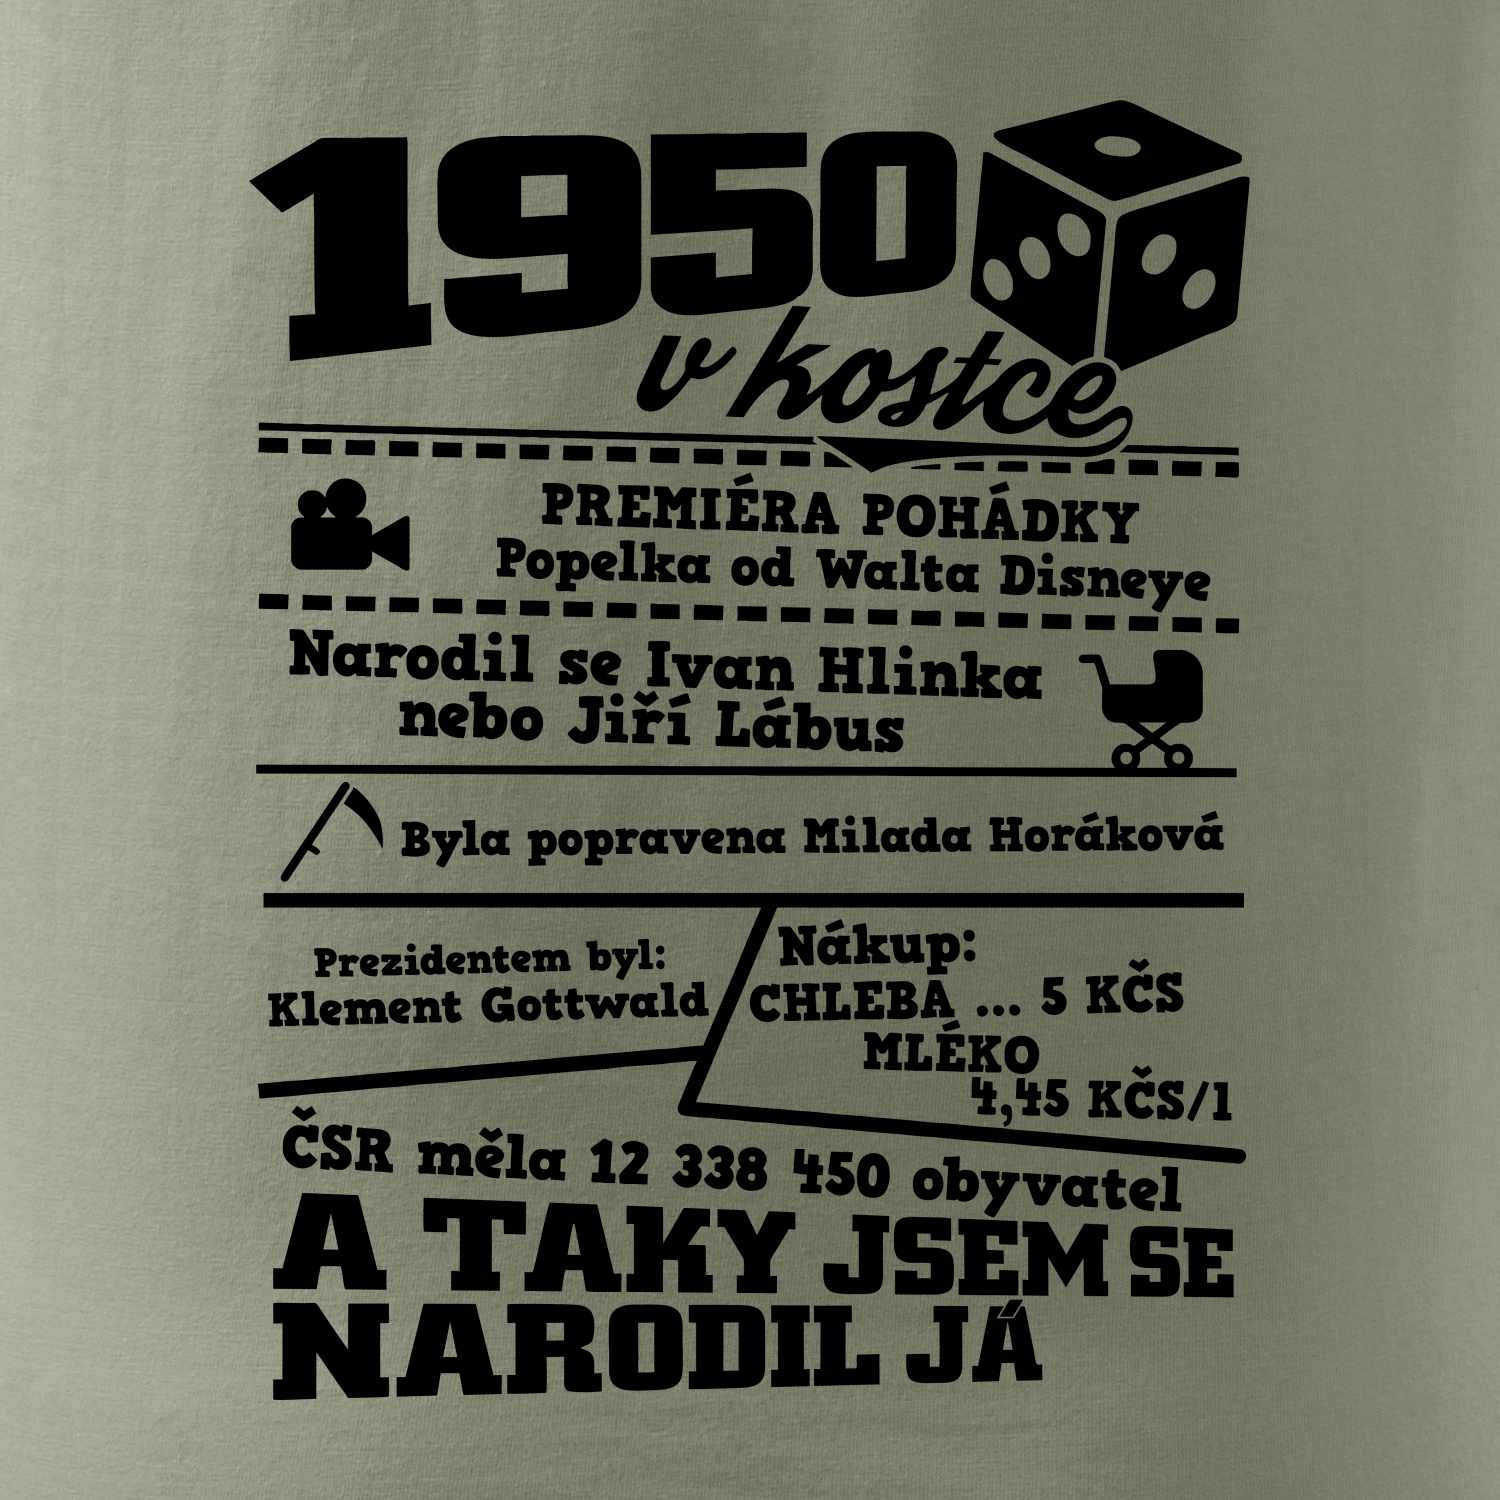 1950
v kostce
PREMIÉRA POHÁDKY
Popelka od Walta Disneye
Narodil se Ivan Hlinka
nebo Jiří Lábus
Byla popravena Milada Horáková
Prezidentem byl:
Klement Gottwald
Nákup:
CHLEBA ... 5 KČS
MLÉKO
4,45 KČS/l
ČSR měla 12 338 450 obyvatel
A TAKY JSEM SE
NARODIL JÁ